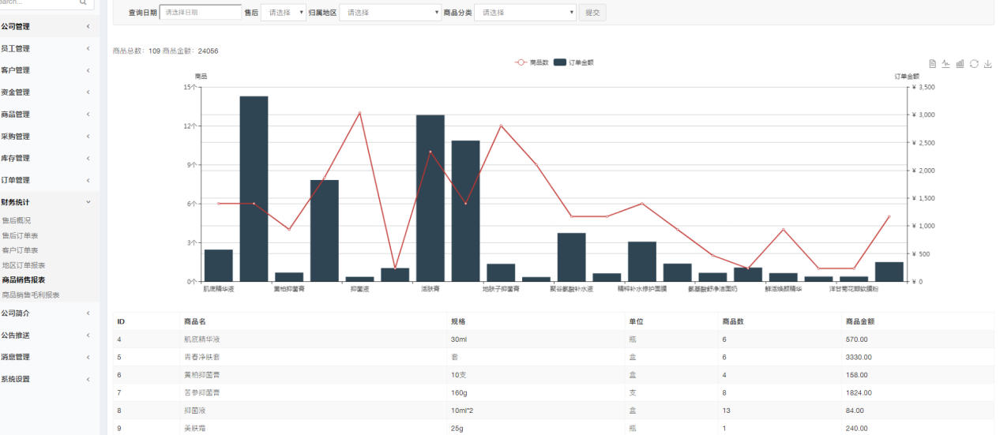 earch...
公司管理
员工管理
客户管理
资金管理
商品管理
采购管理
库存管理
订单管理
财务统计
售后概况
售后订单表
客户订单表
地区订单报表
商品销售报表
商品销售毛利报表
公司简介
公告推送
消息管理
系统设置
查询日期 请选择日期 售后 请选择 归属地区 请选择 商品分类 请选择 提交
商品总数：109 商品金额：24056
商品数 订单金额
商品 订单金额
15个
12个
9个
6个
3个
0个
¥ 3,500
¥ 3,000
¥ 2,500
¥ 2,000
¥ 1,500
¥ 1,000
¥ 500
¥ 0
肌底精华液 黄柏抑菌膏 抑菌液 活肤膏 地肤子抑菌膏 聚谷氨酸补水液 精粹补水修护面膜 氨基酸舒净洁面奶 鲜活焕颜精华 洋甘菊花瓣软膜粉
ID 商品名 规格 单位 商品数 商品金额
4 肌底精华液 30ml 瓶 6 570.00
5 青春净肤套 套 盒 6 3330.00
6 黄柏抑菌膏 10支 盒 4 158.00
7 苦参抑菌膏 160g 支 8 1824.00
8 抑菌液 10ml*2 盒 13 84.00
9 美肤霜 25g 瓶 1 240.00